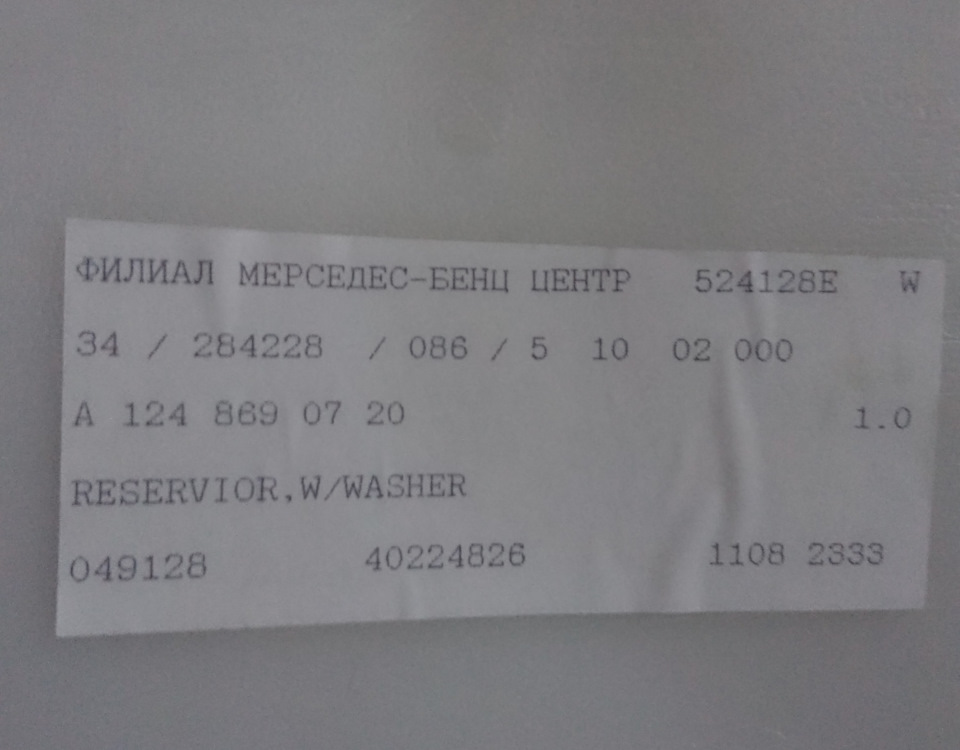 ФИЛИАЛ МЕРСЕДЕС-БЕНЦ ЦЕНТР 524128E W
34 / 284228 / 086 / 5 10 02 000
A 124 869 07 20 1.0
RESERVIOR,W/WASHER
049128 40224826 1108 2333